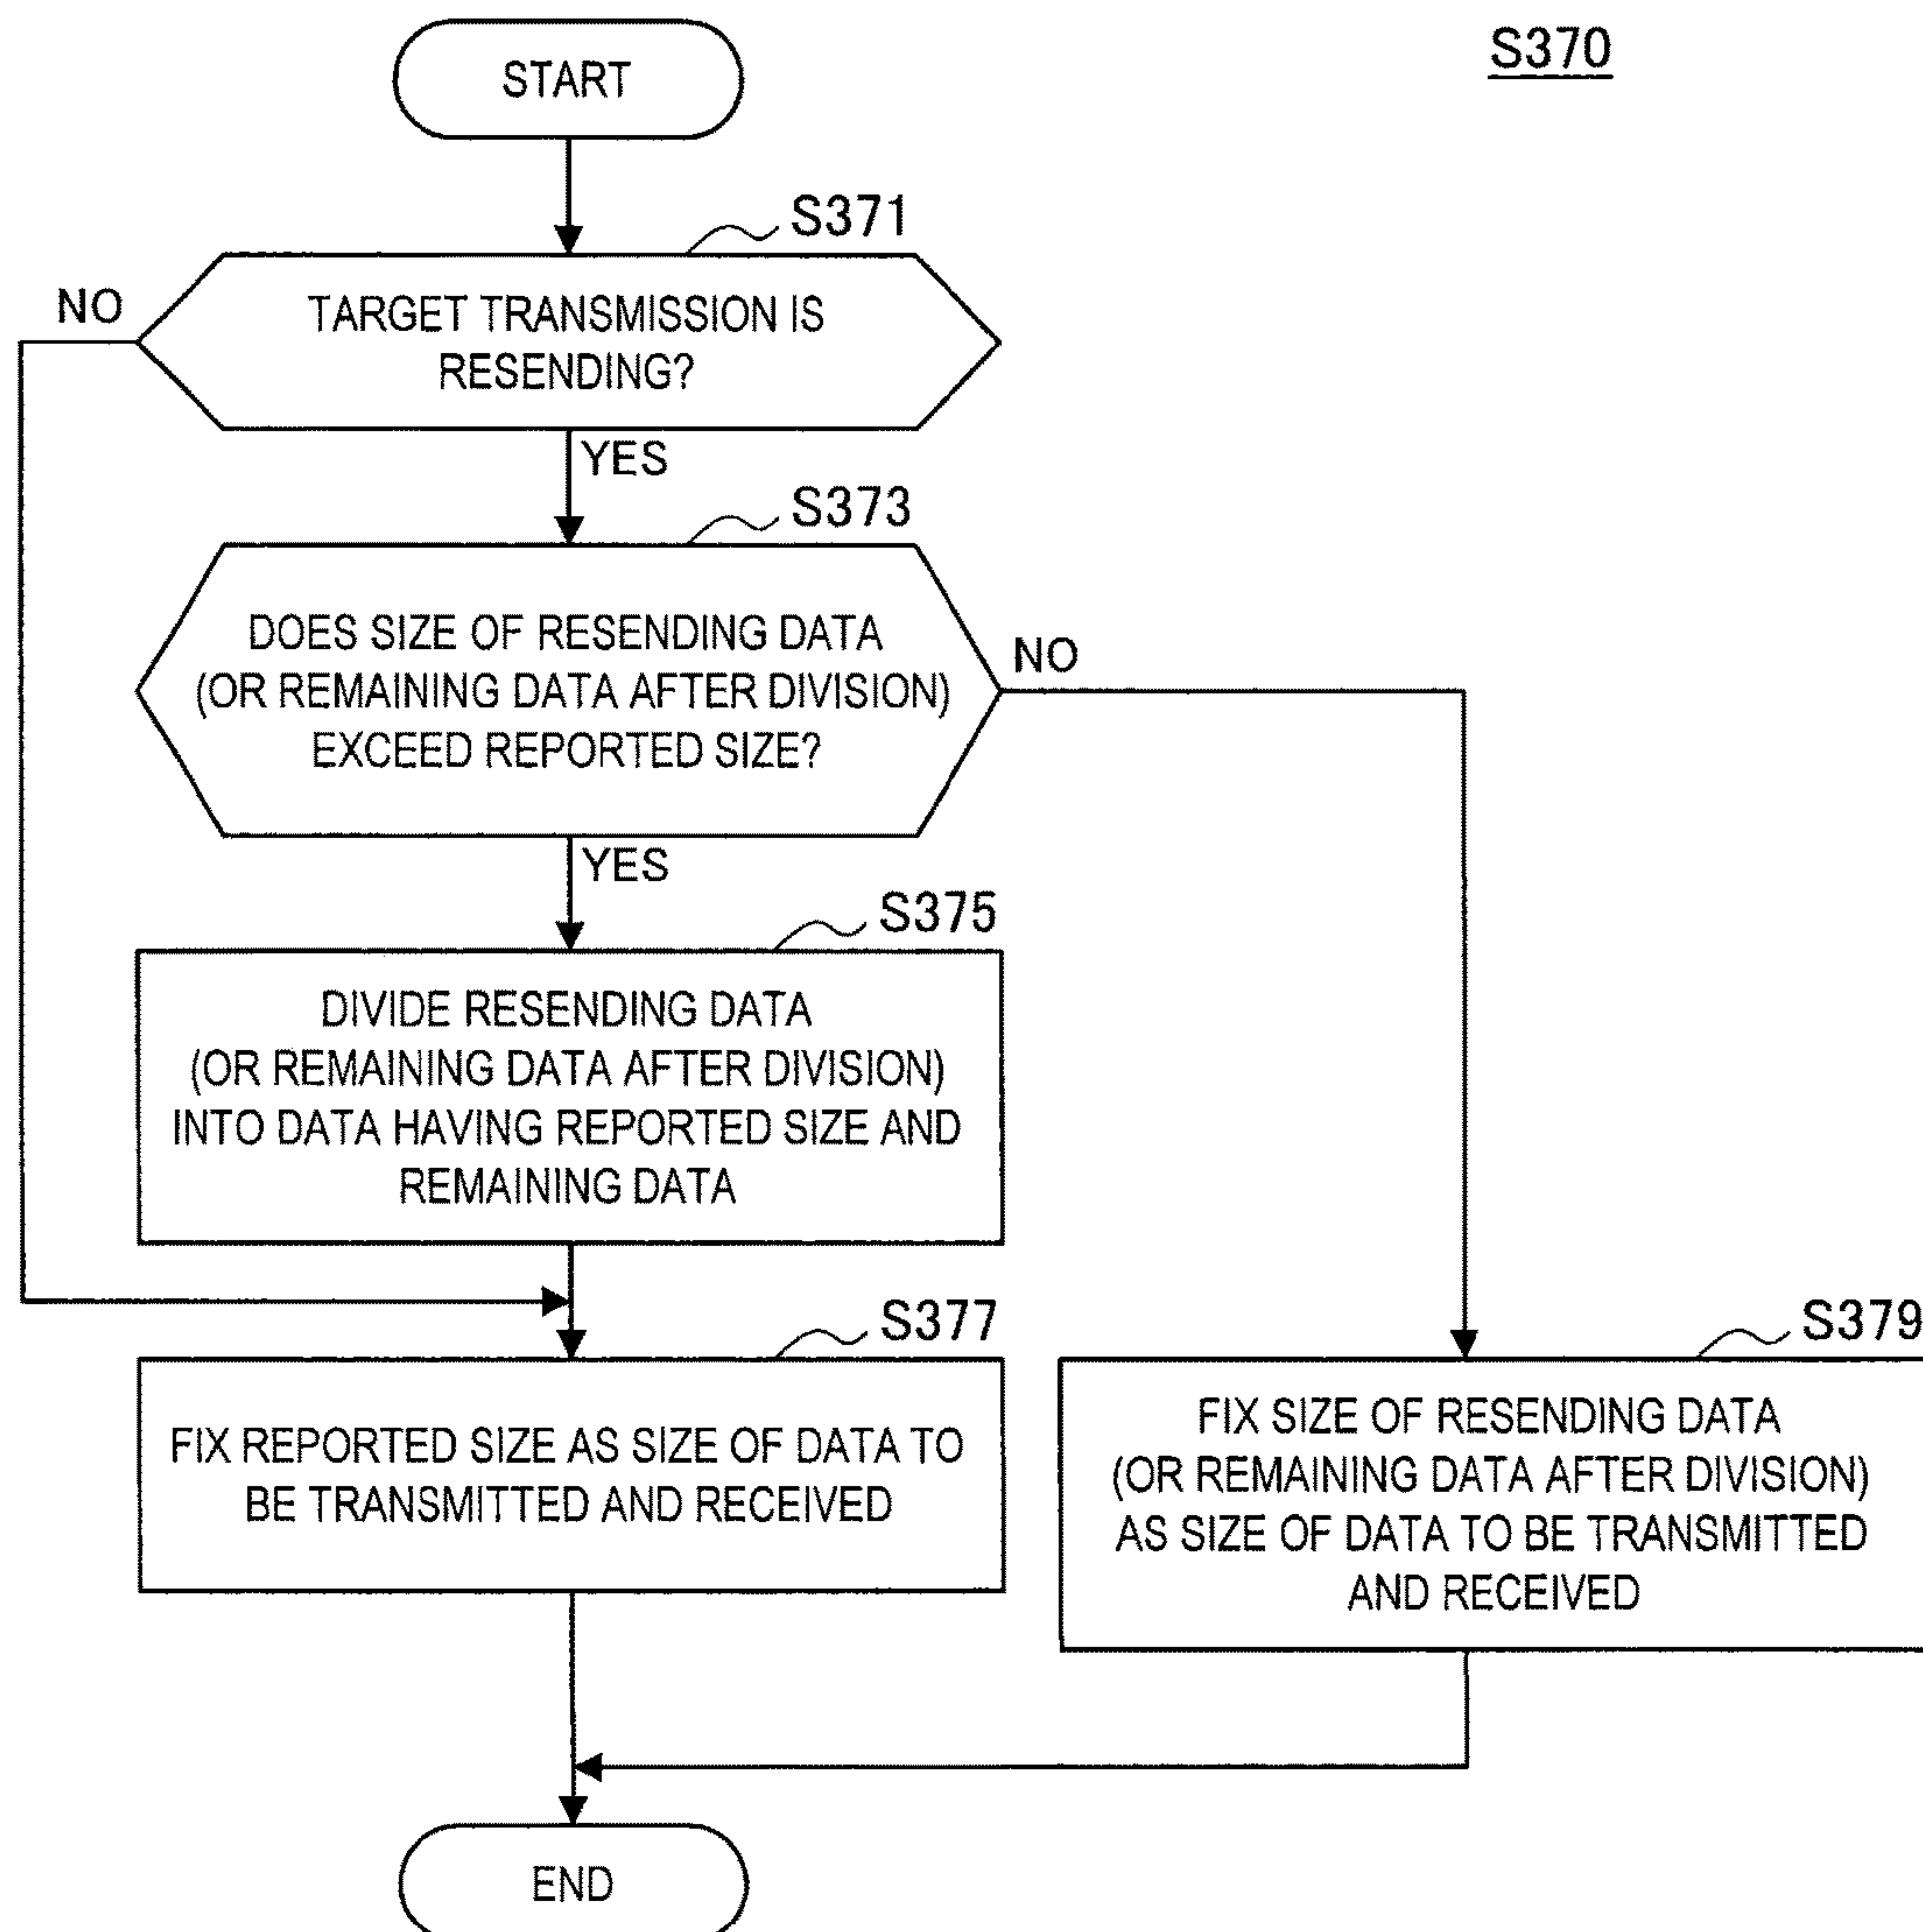 S370
START
S371
NO
TARGET TRANSMISSION IS
RESENDING?
YES
S373
DOES SIZE OF RESENDING DATA
(OR REMAINING DATA AFTER DIVISION)
EXCEED REPORTED SIZE?
NO
YES
S375
DIVIDE RESENDING DATA
(OR REMAINING DATA AFTER DIVISION)
INTO DATA HAVING REPORTED SIZE AND
REMAINING DATA
S377
FIX REPORTED SIZE AS SIZE OF DATA TO
BE TRANSMITTED AND RECEIVED
S379
FIX SIZE OF RESENDING DATA
(OR REMAINING DATA AFTER DIVISION)
AS SIZE OF DATA TO BE TRANSMITTED
AND RECEIVED
END